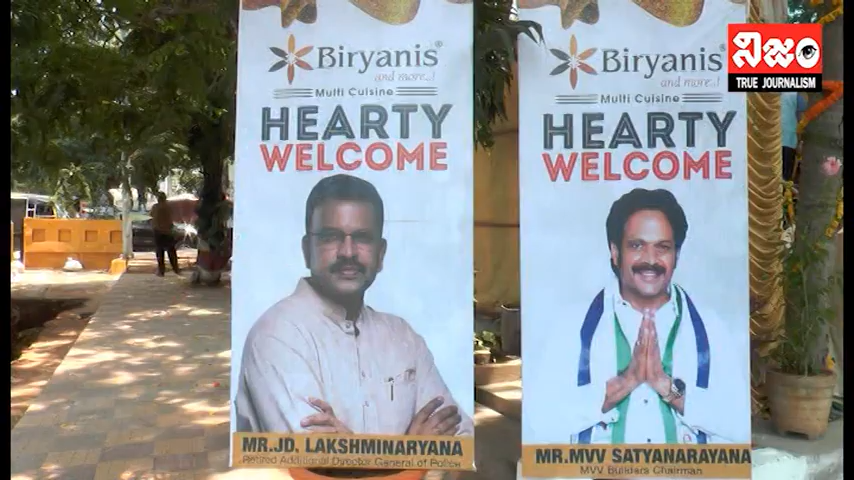 Biryanis®
and more..!
Multi Cuisine
HEARTY
WELCOME
MR.JD, LAKSHMINARYANA
Retired Additional Director General of Police
Biryanis®
and more..!
Multi Cuisine
HEARTY
WELCOME
MR.MVV SATYANARAYANA
MVV Builders Chairman
నిజం
TRUE JOURNALISM